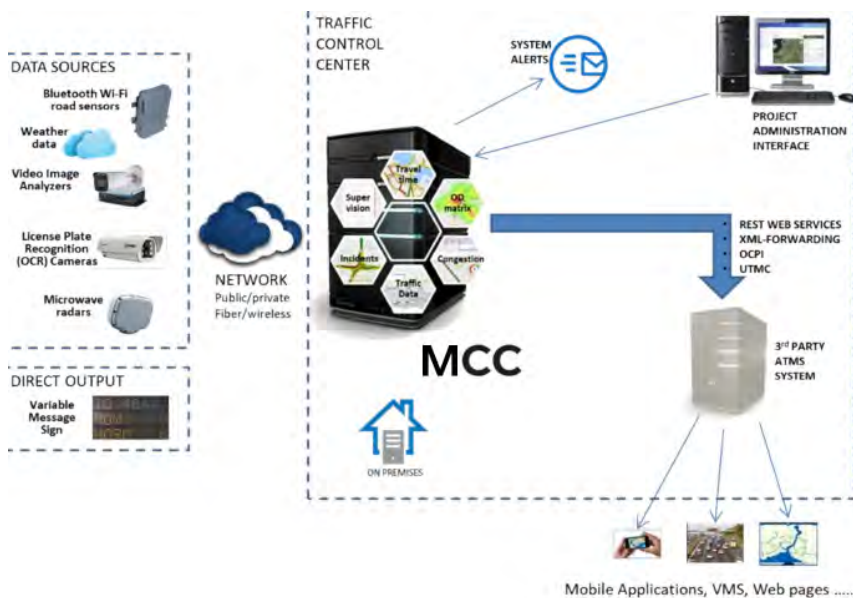 DATA SOURCES
Bluetooth Wi-Fi
road sensors
Weather
data
Video Image
Analyzers
License Plate
Recognition
(OCR) Cameras
Microwave
radars
DIRECT OUTPUT
Variable
Message
Sign
NETWORK
Public/private
Fiber/wireless
TRAFFIC
CONTROL
CENTER
SYSTEM
ALERTS
PROJECT
ADMINISTRATION
INTERFACE
Travel
time
Super
vision
OD
matrix
Incidents
Congestion
Traffic
Data
MCC
ON PREMISES
REST WEB SERVICES
XML-FORWARDING
OCPI
UTMC
3rd PARTY
ATMS
SYSTEM
Mobile Applications, VMS, Web pages .....